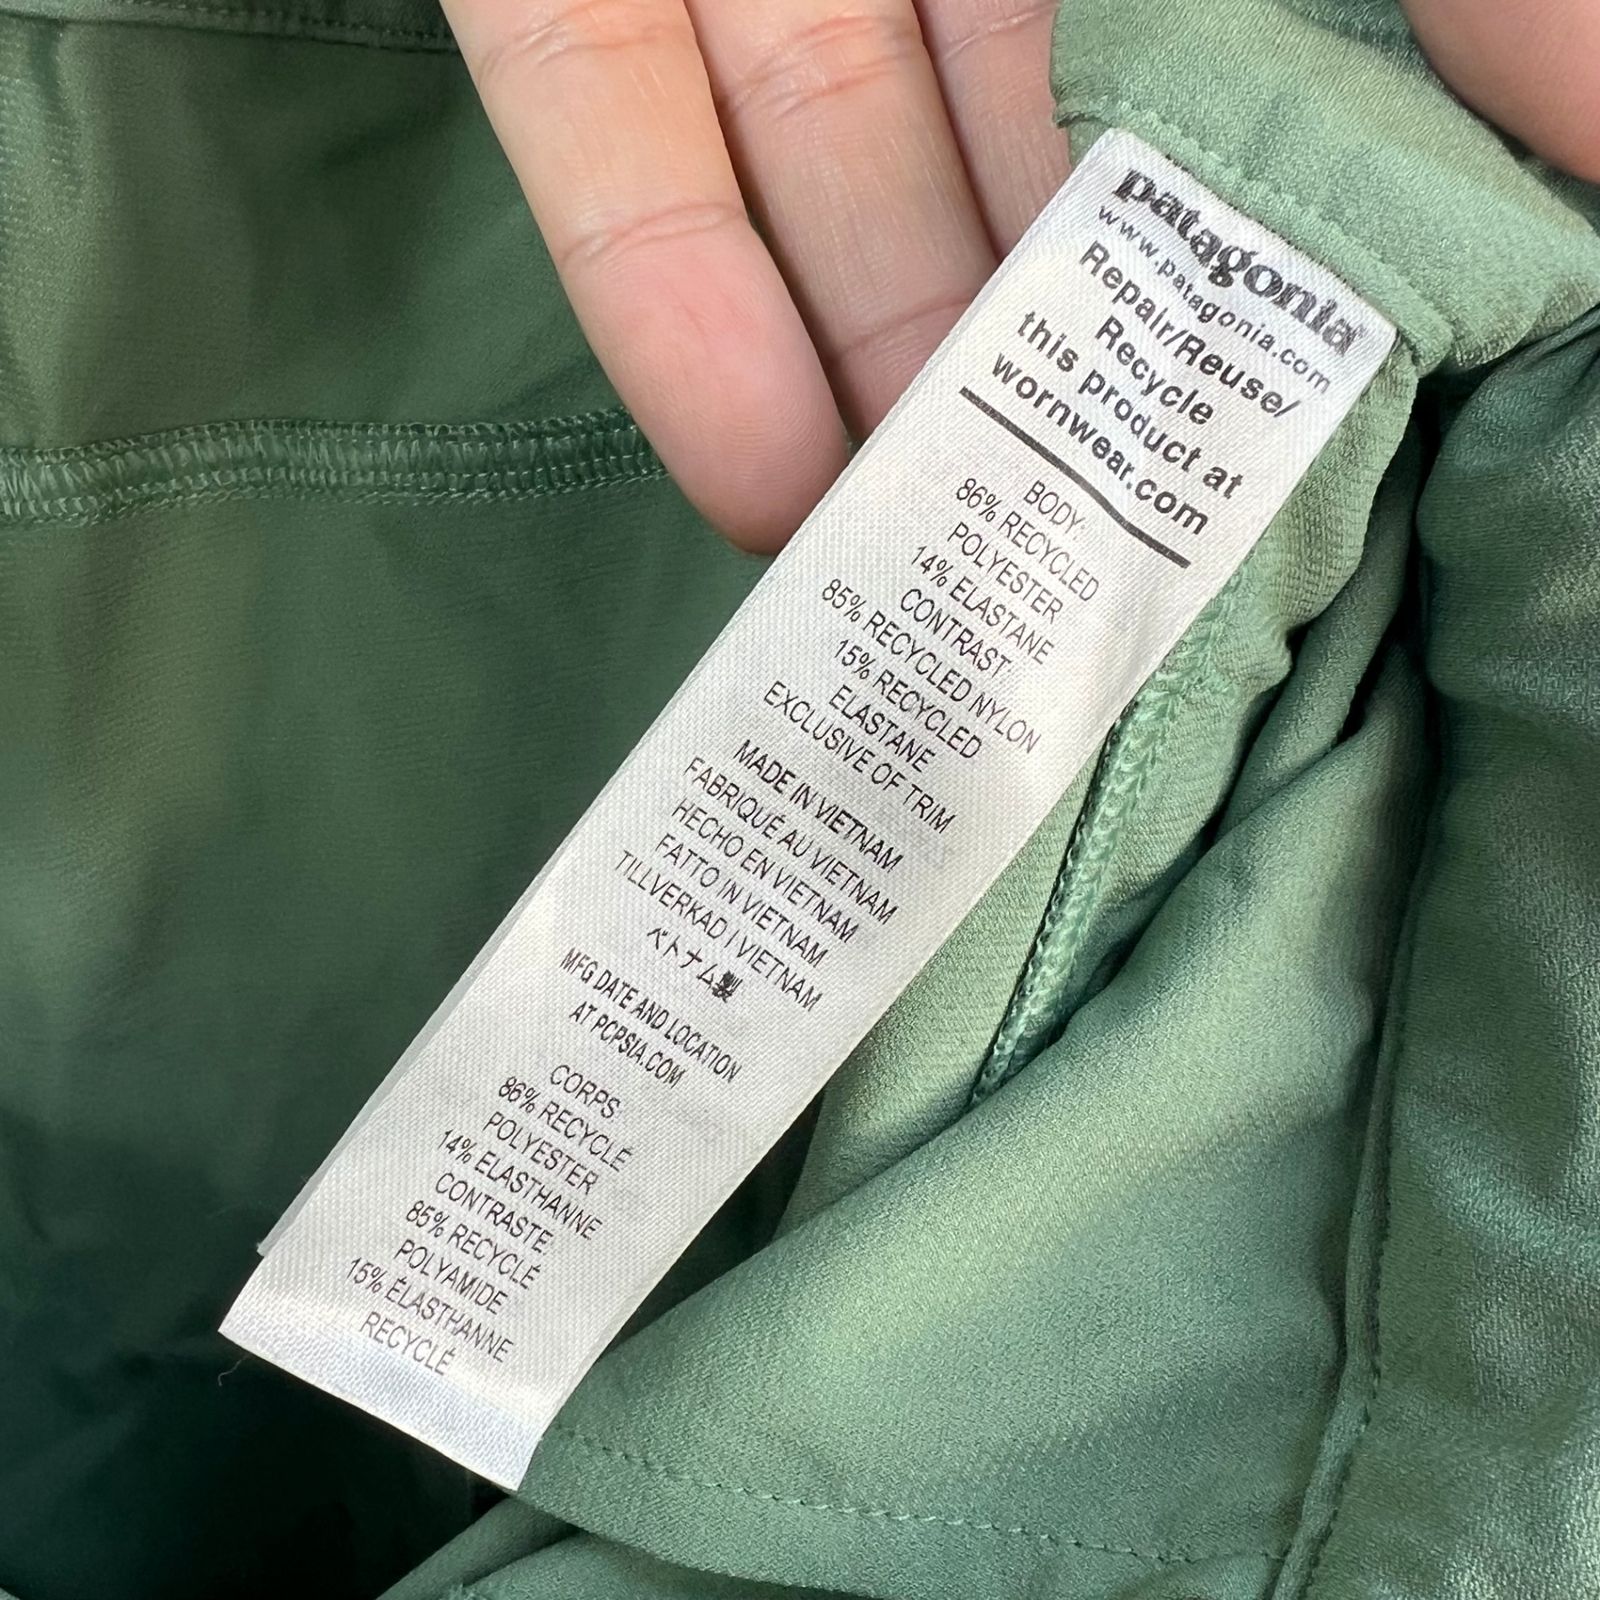 patagonia
www.patagonia.com
Repair/Reuse/
Recycle
this product at
wornwear.com
BODY:
86% RECYCLED
POLYESTER
14% ELASTANE
CONTRAST:
85% RECYCLED NYLON
15% RECYCLED
ELASTANE
EXCLUSIVE OF TRIM
MADE IN VIETNAM
FABRIQUÉ AU VIETNAM
HECHO EN VIETNAM
FATTO IN VIETNAM
TILLVERKAD I VIETNAM
ベトナム製
MFG DATE AND LOCATION
AT PCPSIA.COM
CORPS:
86% RECYCLÉ
POLYESTER
14% ELASTHANNE
CONTRASTE:
85% RECYCLÉ
POLYAMIDE
15% ÉLASTHANNE
RECYCLÉ